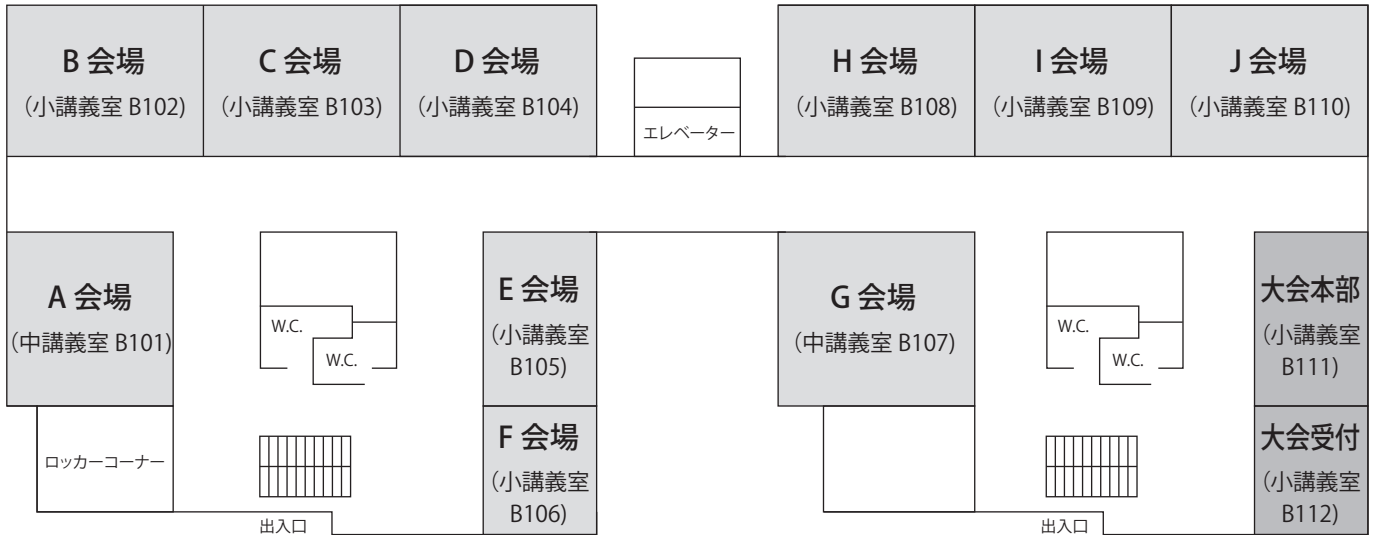 B 会場
（小講義室 B102）
C 会場
（小講義室 B103）
D 会場
（小講義室 B104）
エレベーター
H 会場
（小講義室 B108）
I 会場
（小講義室 B109）
J 会場
（小講義室 B110）
A 会場
（中講義室 B101）
W.C.
W.C.
E 会場
（小講義室
B105）
G 会場
（中講義室 B107）
W.C.
W.C.
大会本部
（小講義室
B111）
ロッカーコーナー
F 会場
（小講義室
B106）
大会受付
（小講義室
B112）
出入口
出入口